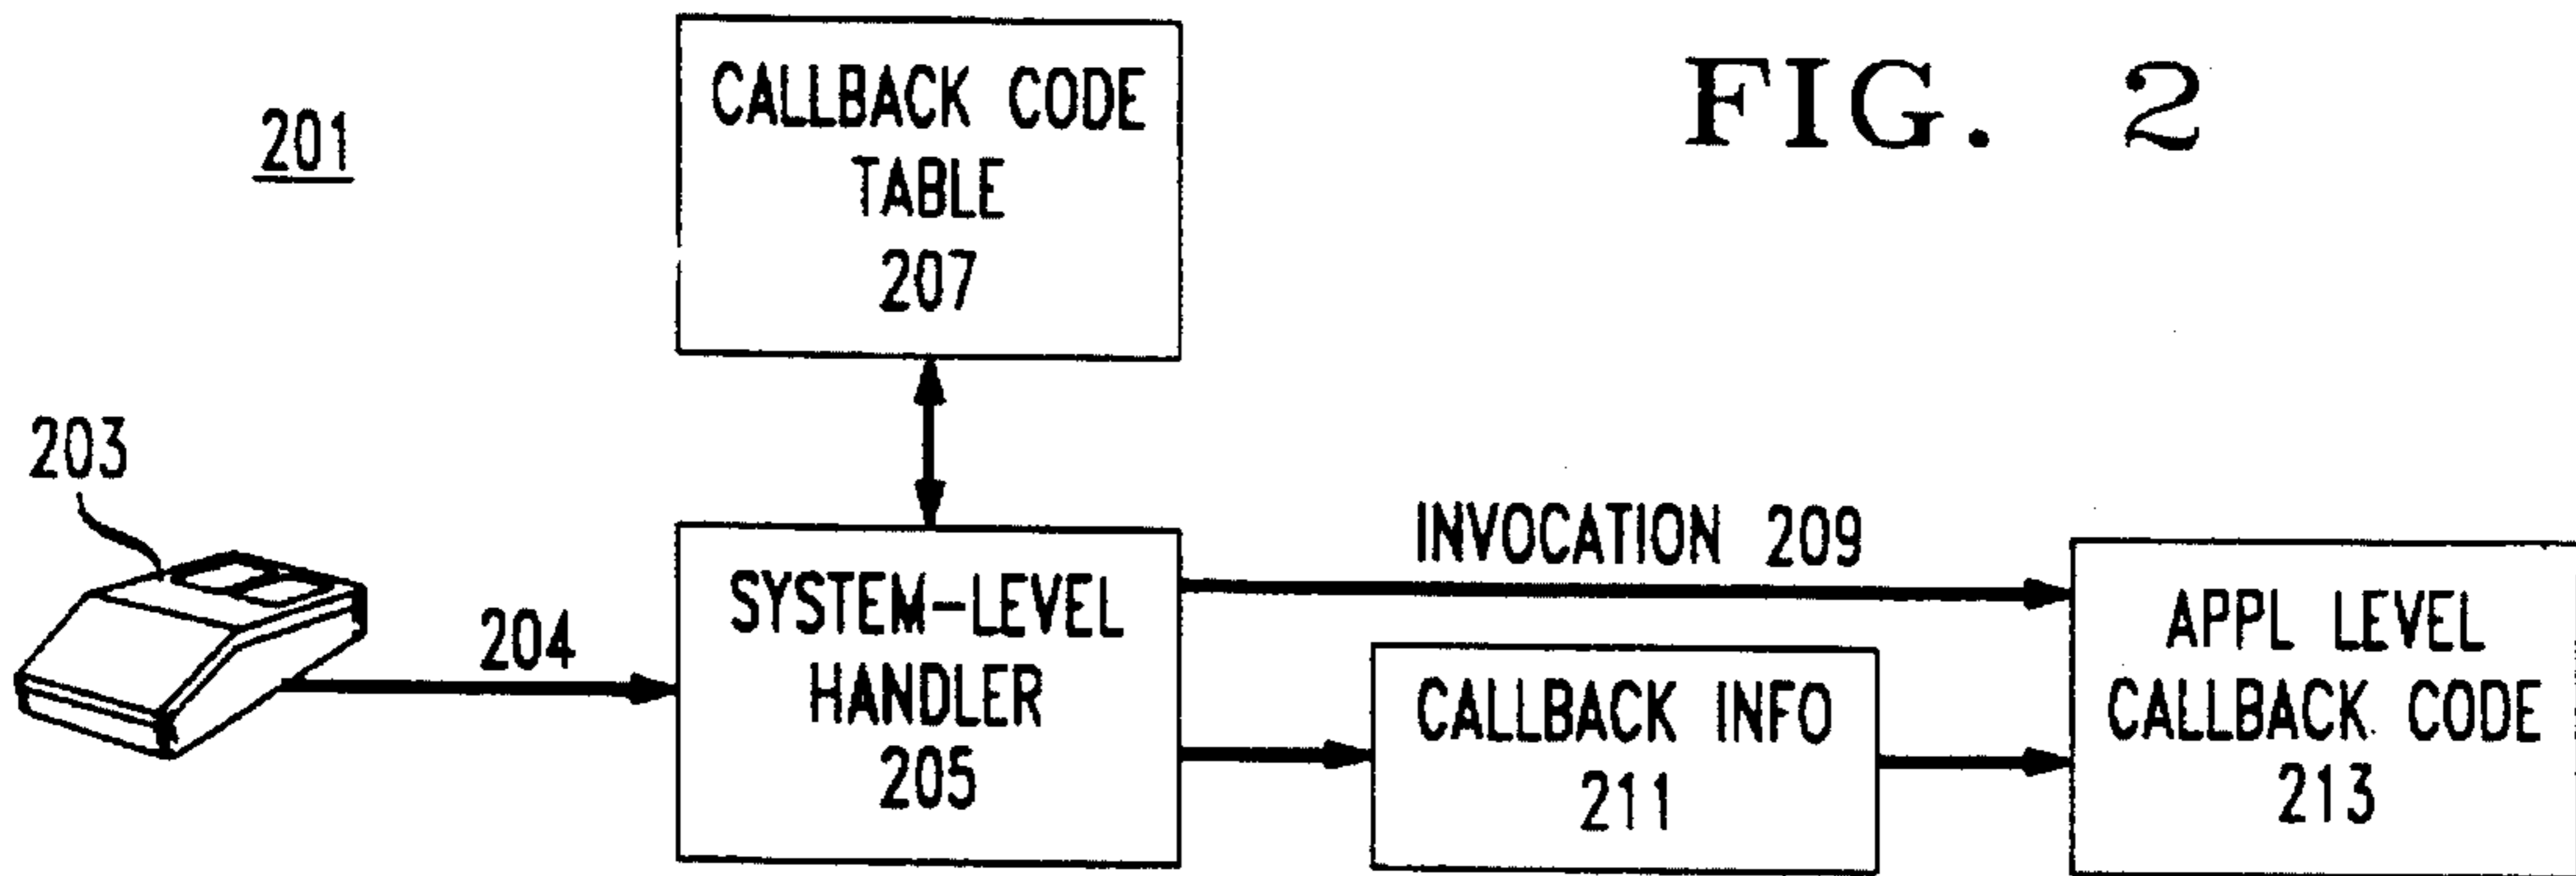 FIG. 2
201
CALLBACK CODE
TABLE
207
203
204
SYSTEM-LEVEL
HANDLER
205
INVOCATION 209
CALLBACK INFO
211
APPL LEVEL
CALLBACK CODE
213